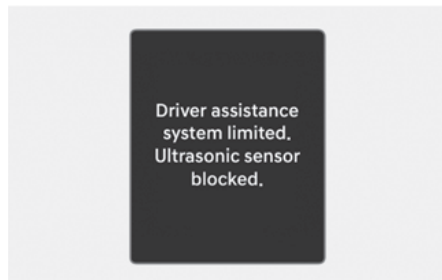 Driver assistance
system limited.
Ultrasonic sensor
blocked.